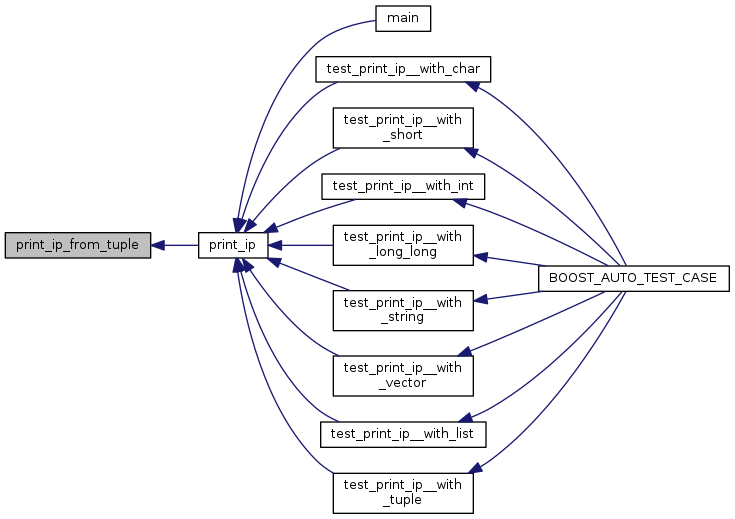 main
test_print_ip__with_char
test_print_ip__with
_short
test_print_ip__with_int
print_ip_from_tuple
print_ip
test_print_ip__with
_long_long
BOOST_AUTO_TEST_CASE
test_print_ip__with
_string
test_print_ip__with
_vector
test_print_ip__with_list
test_print_ip__with
_tuple